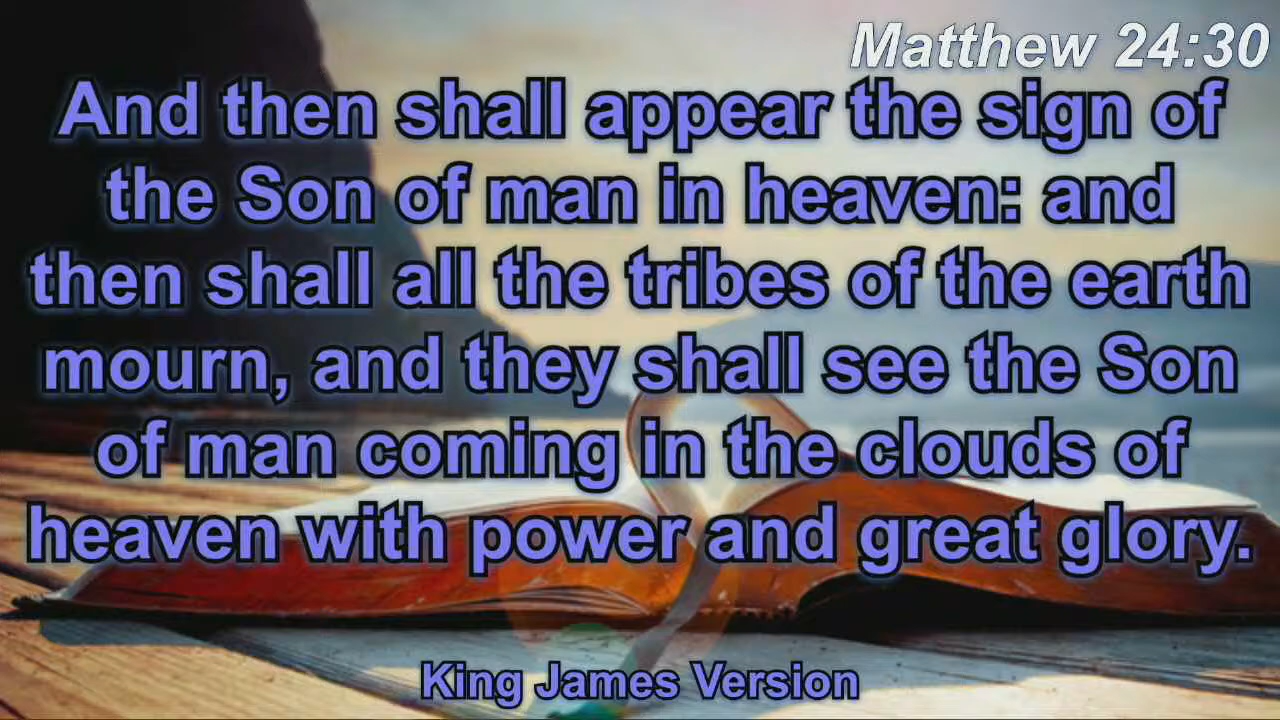 Matthew 24:30
And then shall appear the sign of
the Son of man in heaven: and
then shall all the tribes of the earth
mourn, and they shall see the Son
of man coming in the clouds of
heaven with power and great glory.
King James Version